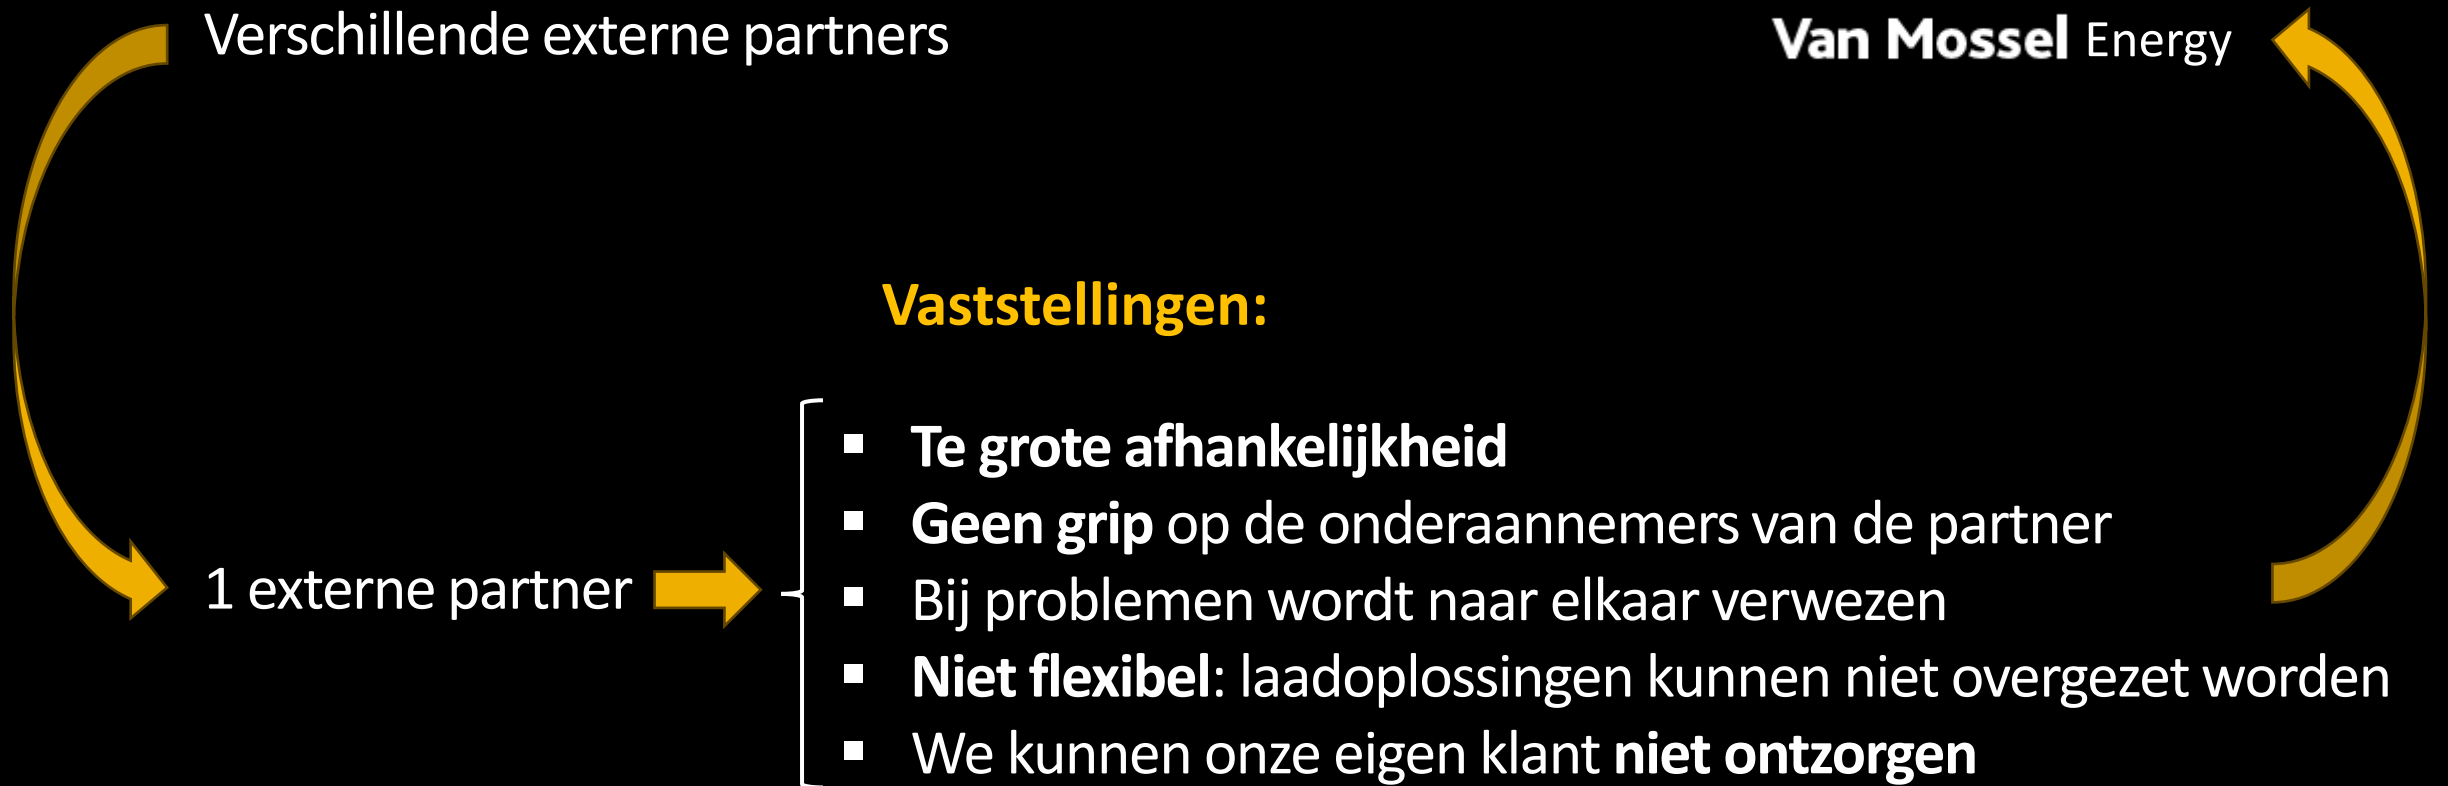 Verschillende externe partners
Van Mossel Energy
Vaststellingen:
1 externe partner
▪ Te grote afhankelijkheid
▪ Geen grip op de onderaannemers van de partner
▪ Bij problemen wordt naar elkaar verwezen
▪ Niet flexibel: laadoplossingen kunnen niet overgezet worden
▪ We kunnen onze eigen klant niet ontzorgen